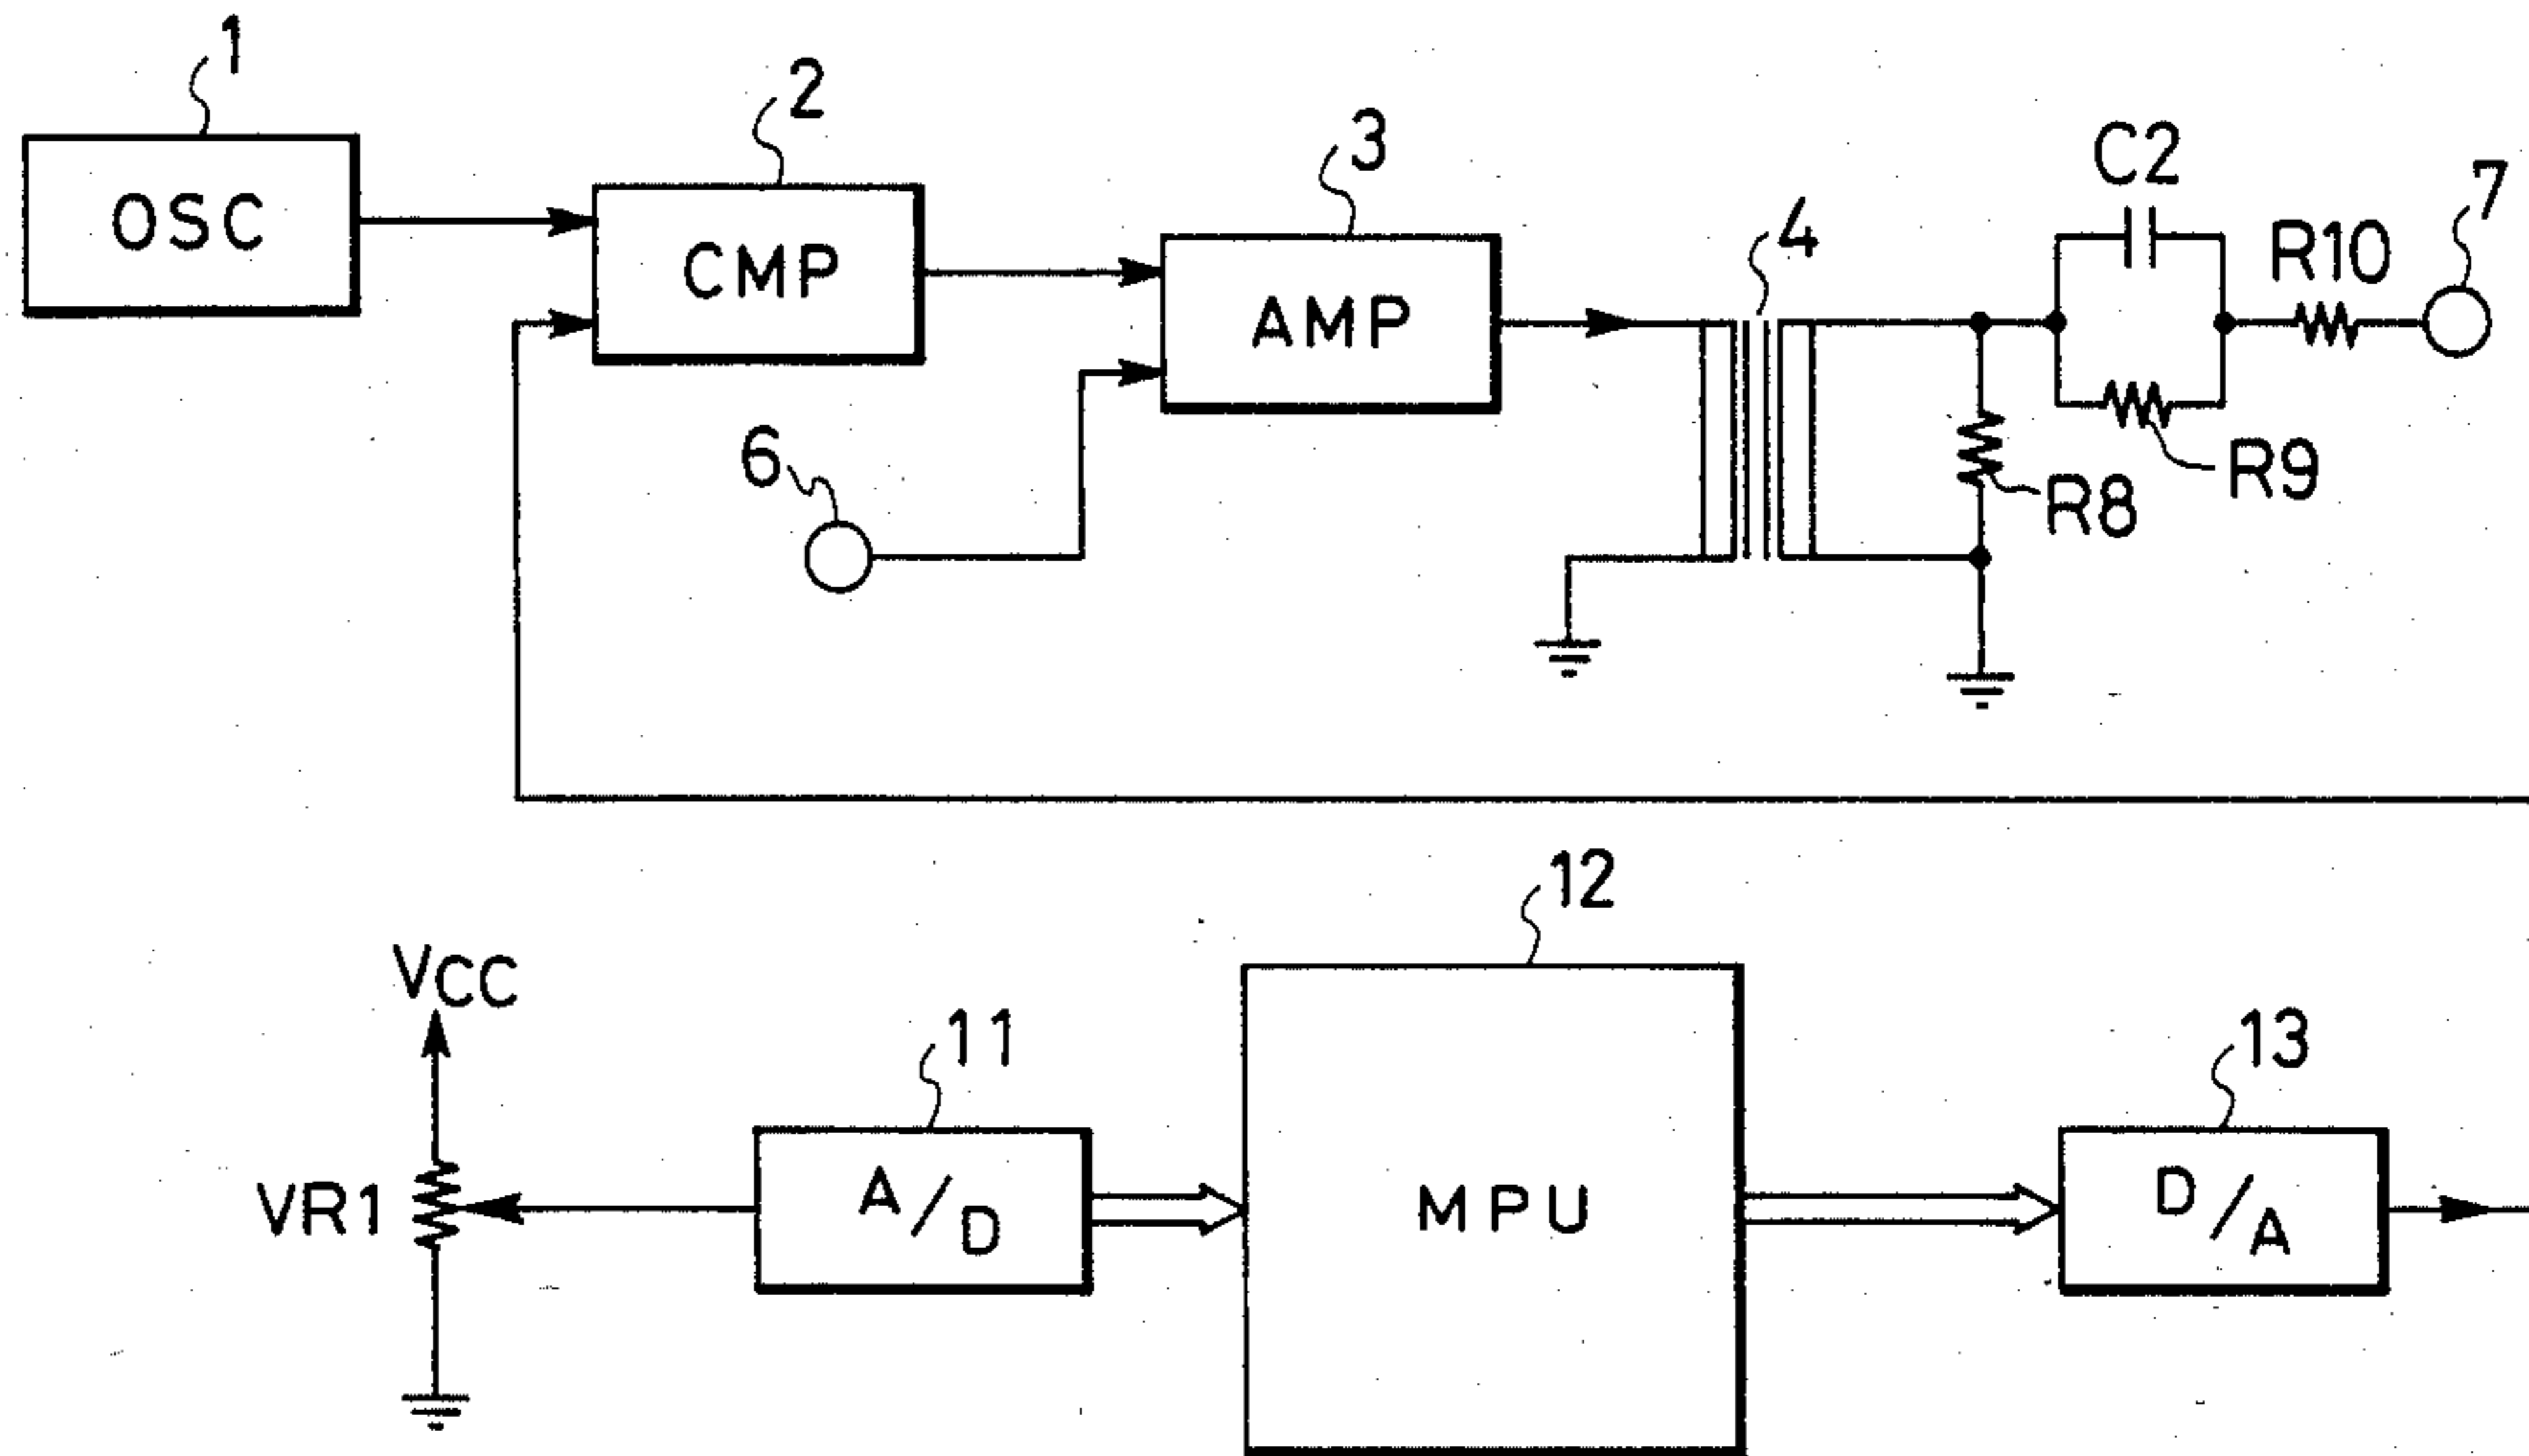 1
OSC
2
CMP
3
AMP
4
C2
R10
7
R9
R8
6
12
VCC
11
13
VR1
A/D
MPU
D/A